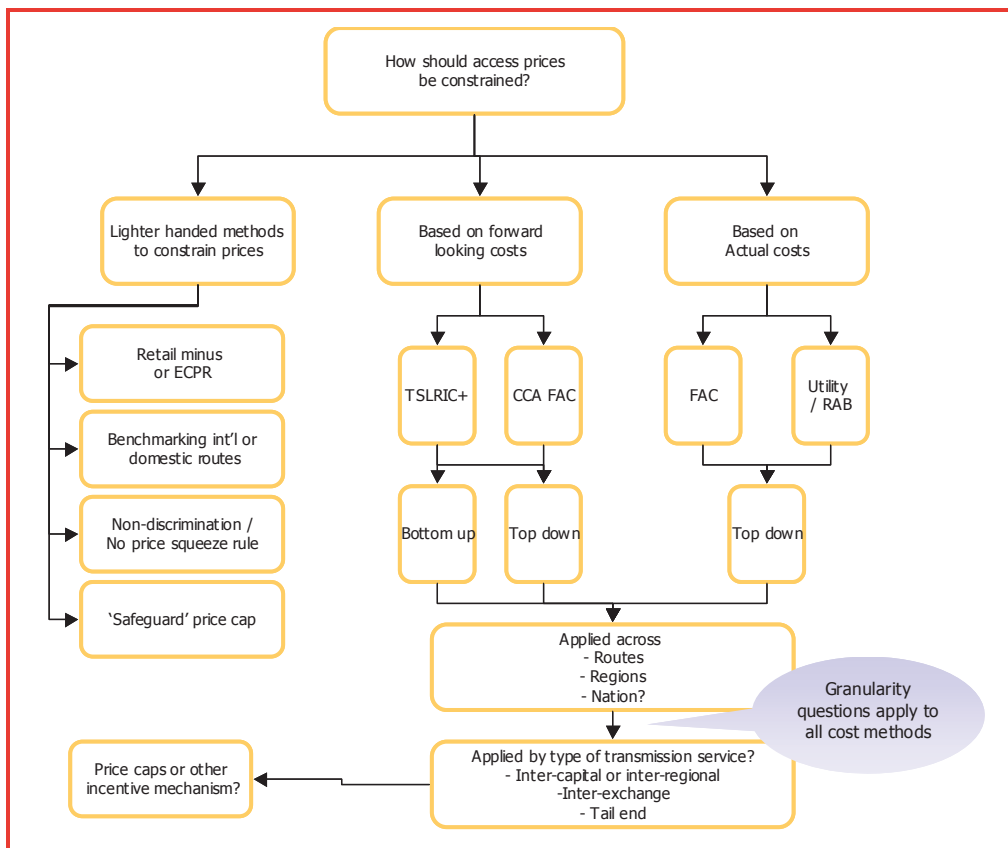 How should access prices
be constrained?
Lighter handed methods
to constrain prices
Based on forward
looking costs
Based on
Actual costs
Retail minus
or ECPR
Benchmarking int'l or
domestic routes
Non-discrimination /
No price squeeze rule
‘Safeguard’ price cap
TSLRIC+
CCA FAC
FAC
Utility
/ RAB
Bottom up
Top down
Top down
Applied across
- Routes
- Regions
- Nation?
Granularity
questions apply to
all cost methods
Applied by type of transmission service?
- Inter-capital or inter-regional
-Inter-exchange
- Tail end
Price caps or other
incentive mechanism?